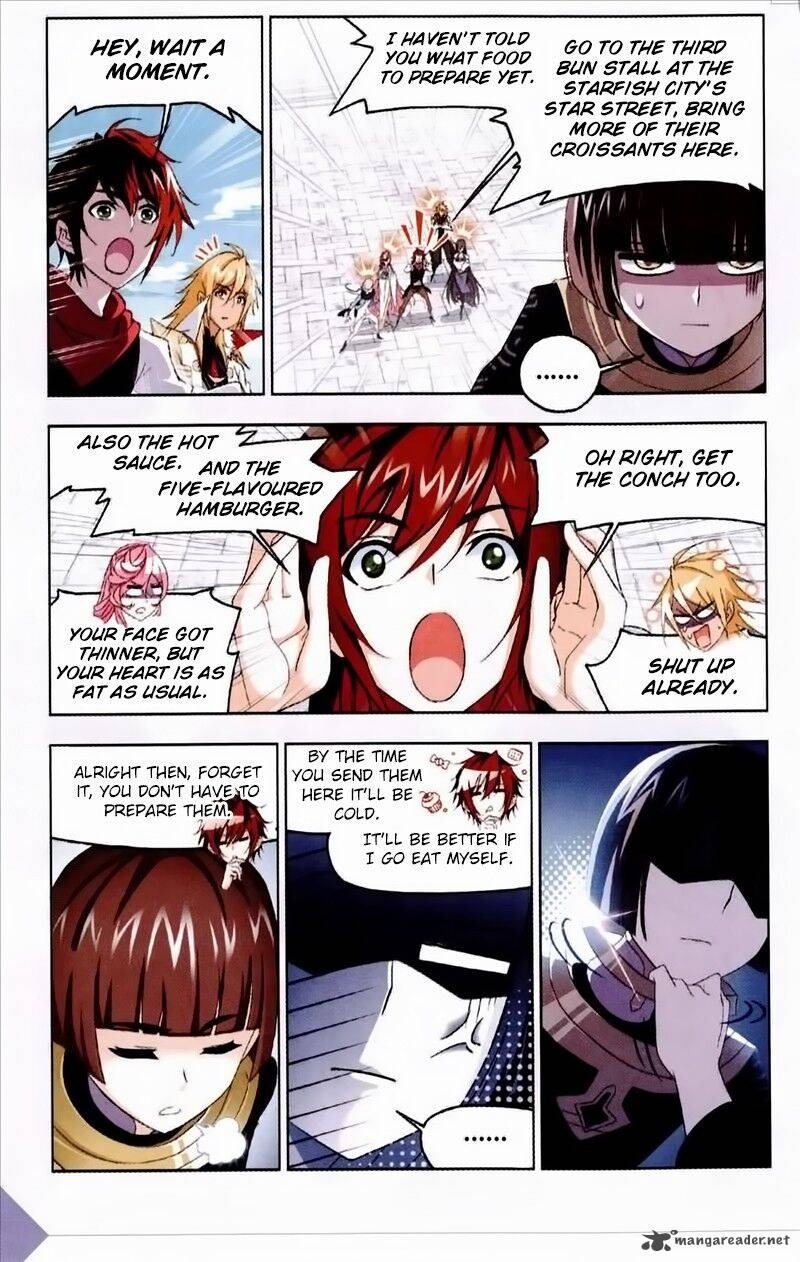 HEY, WAIT A
MOMENT.
I HAVEN'T TOLD
YOU WHAT FOOD
TO PREPARE YET.
GO TO THE THIRD
BUN STALL AT THE
STARFISH CITY'S
STAR STREET, BRING
MORE OF THEIR
CROISSANTS HERE.
......
ALSO THE HOT
SAUCE.
AND THE
FIVE-FLAVOURED
HAMBURGER.
OH RIGHT, GET
THE CONCH TOO.
YOUR FACE GOT
THINNER, BUT
YOUR HEART IS AS
FAT AS USUAL.
SHUT UP
ALREADY.
ALRIGHT THEN, FORGET
IT, YOU DON'T HAVE TO
PREPARE THEM.
BY THE TIME
YOU SEND THEM
HERE IT'LL BE
COLD.
IT'LL BE BETTER IF
I GO EAT MYSELF.
......
mangareader.net